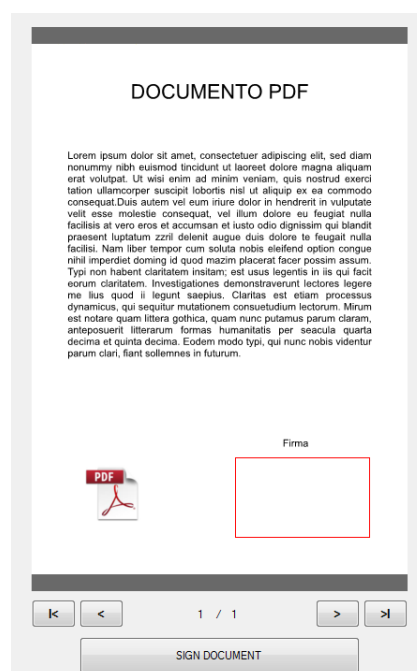 DOCUMENTO PDF
Lorem ipsum dolor sit amet, consectetuer adipiscing elit, sed diam
nonummy nibh euismod tincidunt ut laoreet dolore magna aliquam
erat volutpat. Ut wisi enim ad minim veniam, quis nostrud exerci
tation ullamcorper suscipit lobortis nisl ut aliquip ex ea commodo
consequat.Duis autem vel eum iriure dolor in hendrerit in vulputate
velit esse molestie consequat, vel illum dolore eu feugiat nulla
facilisis at vero eros et accumsan et iusto odio dignissim qui blandit
praesent luptatum zzril delenit augue duis dolore te feugait nulla
facilisi. Nam liber tempor cum soluta nobis eleifend option congue
nihil imperdiet doming id quod mazim placerat facer possim assum.
Typi non habent claritatem insitam; est usus legentis in iis qui facit
eorum claritatem. Investigationes demonstraverunt lectores legere
me lius quod ii legunt saepius. Claritas est etiam processus
dynamicus, qui sequitur mutationem consuetudium lectorum. Mirum
est notare quam littera gothica, quam nunc putamus parum claram,
anteposuerit litterarum formas humanitatis per seacula quarta
decima et quinta decima. Eodem modo typi, qui nunc nobis videntur
parum clari, fiant sollemnes in futurum.
Firma
PDF
|< < 1 / 1 > >|
SIGN DOCUMENT